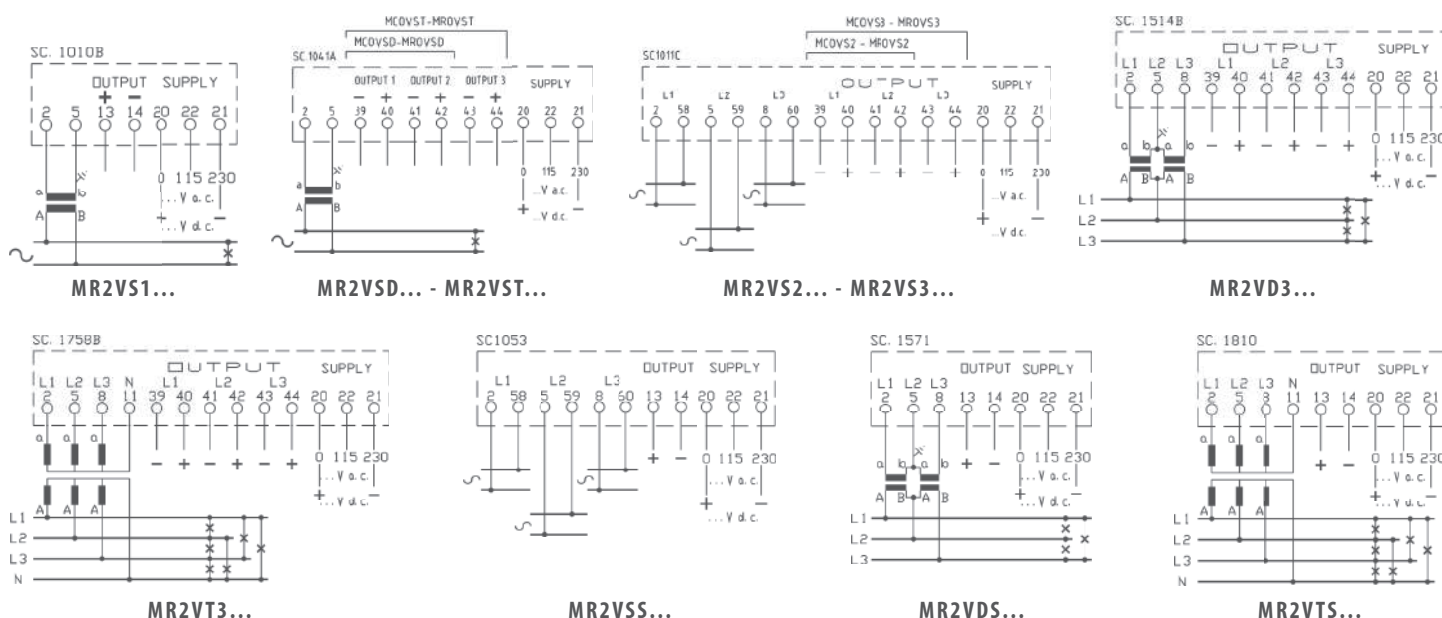 SC. 1010B
OUTPUT SUPPLY
+ −
2 5 13 14 20 22 21
a b
0 115 230
...V a.c.
A B
+ −
...V d.c.
MR2VS1...
MCOVST-MROVST
MCOVSD-MROVSD
SC.1041A
OUTPUT 1 OUTPUT 2 OUTPUT 3 SUPPLY
− + − + − +
2 5 39 40 41 42 43 44 20 22 21
a b
0 115 230
...V a.c.
A B
+ −
...V d.c.
MR2VSD... - MR2VST...
MCOVS3 - MROVS3
MCOVS2 - MROVS2
SC1011C
OUTPUT SUPPLY
L1 L2 L3 L1 L2 L3
2 58 5 59 8 60 39 40 41 42 43 44 20 22 21
− + − + − +
0 115 230
...V a.c.
+ −
...V d.c.
MR2VS2... - MR2VS3...
SC. 1514B
OUTPUT SUPPLY
L1 L2 L3 L1 L2 L3
2 5 8 39 40 41 42 43 44 20 22 21
− + − + − +
a b a b
0 115 230
...V a.c.
A B A B
+ −
...V d.c.
L1
L2
L3
MR2VD3...
SC. 1758B
OUTPUT SUPPLY
L1 L2 L3 N L1 L2 L3
2 5 8 11 39 40 41 42 43 44 20 22 21
a a a
− + − + − +
0 115 230
...V a.c.
A A A
+ −
...V d.c.
L1
L2
L3
N
MR2VT3...
SC1053
OUTPUT SUPPLY
L1 L2 L3
2 58 5 59 8 60 13 14 20 22 21
+ −
0 115 230
...V a.c.
+ −
...V d.c.
MR2VSS...
SC. 1571
OUTPUT SUPPLY
L1 L2 L3
2 5 8 13 14 20 22 21
a b a b
+ −
0 115 230
...V a.c.
A B A B
+ −
...V d.c.
L1
L2
L3
MR2VDS...
SC. 1810
OUTPUT SUPPLY
L1 L2 L3 N
2 5 8 11 13 14 20 22 21
a a a
+ −
0 115 230
...V a.c.
A A A
+ −
...V d.c.
L1
L2
L3
N
MR2VTS...